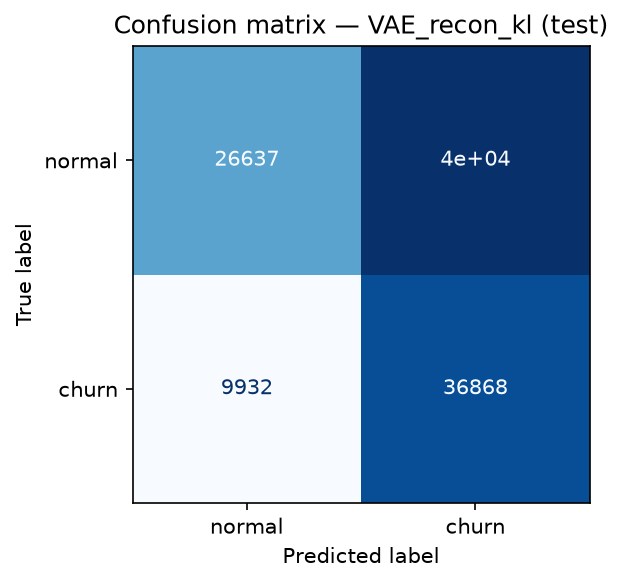 Confusion matrix — VAE_recon_kl (test)
True label
normal
26637
4e+04
churn
9932
36868
normal
churn
Predicted label